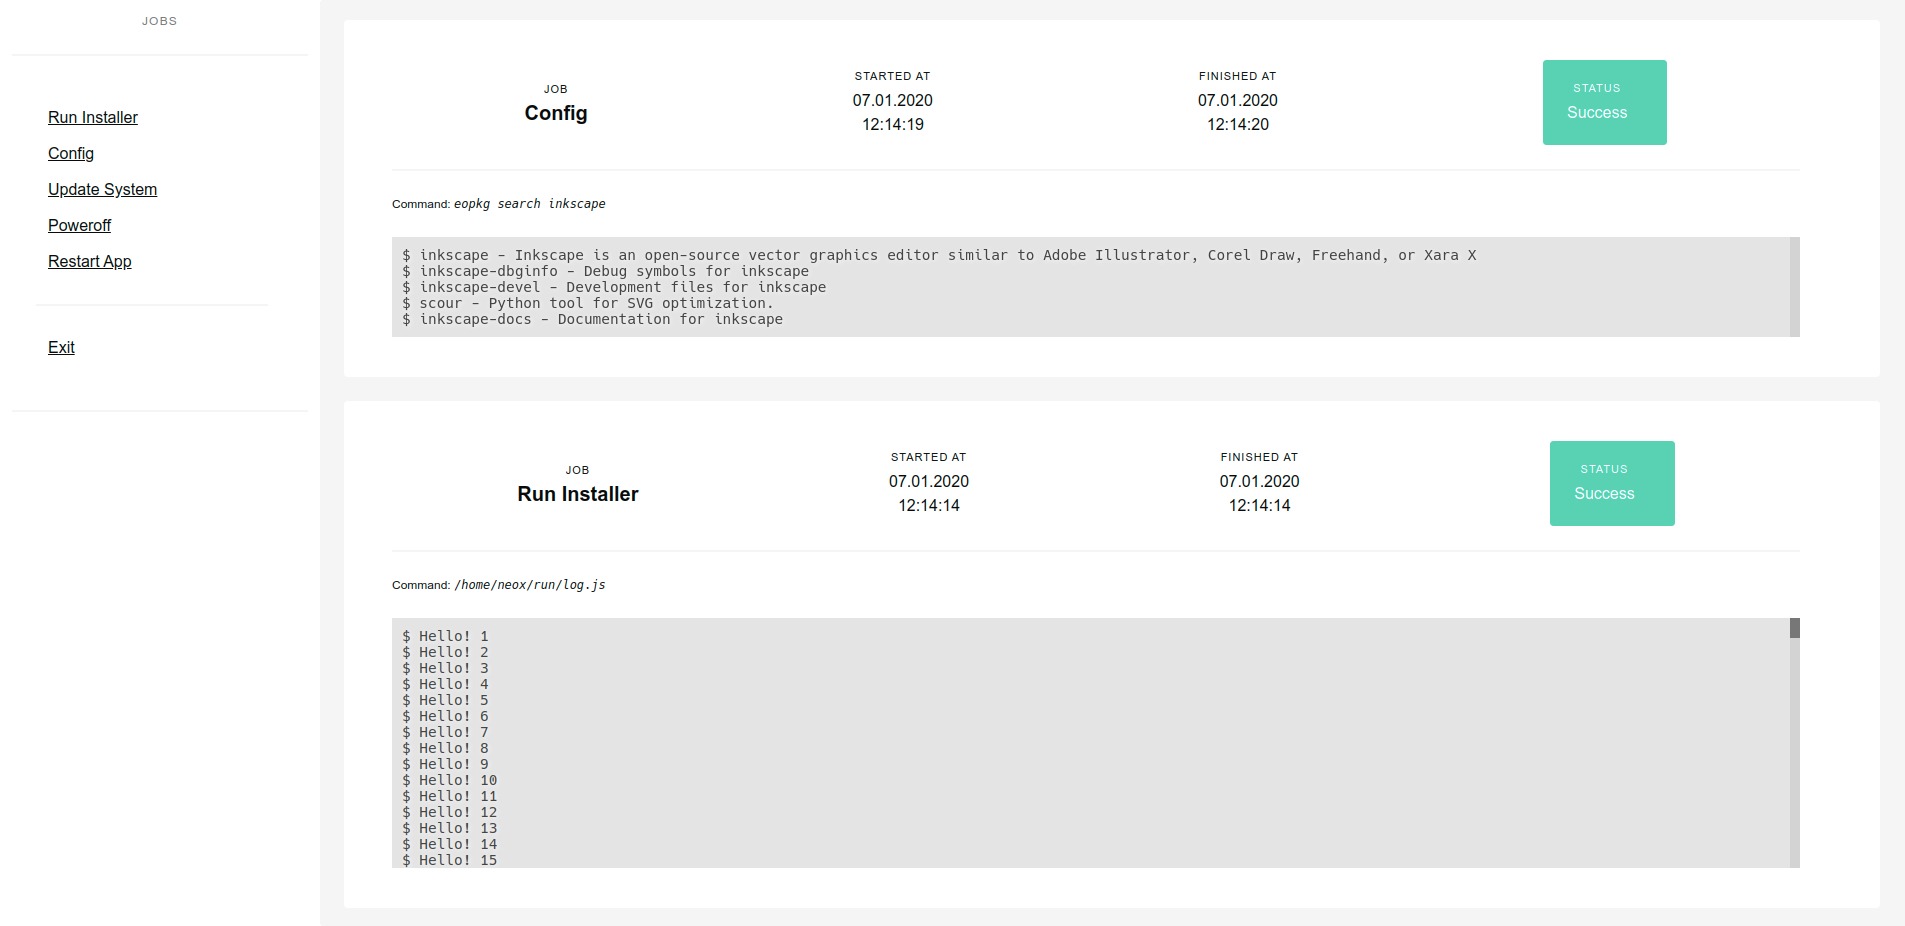 JOBS
Run Installer
Config
Update System
Poweroff
Restart App
Exit
JOB
Config
STARTED AT
07.01.2020
12:14:19
FINISHED AT
07.01.2020
12:14:20
STATUS
Success
Command: eopkg search inkscape
$ inkscape - Inkscape is an open-source vector graphics editor similar to Adobe Illustrator, Corel Draw, Freehand, or Xara X
$ inkscape-dbginfo - Debug symbols for inkscape
$ inkscape-devel - Development files for inkscape
$ scour - Python tool for SVG optimization.
$ inkscape-docs - Documentation for inkscape
JOB
Run Installer
STARTED AT
07.01.2020
12:14:14
FINISHED AT
07.01.2020
12:14:14
STATUS
Success
Command: /home/neox/run/log.js
$ Hello! 1
$ Hello! 2
$ Hello! 3
$ Hello! 4
$ Hello! 5
$ Hello! 6
$ Hello! 7
$ Hello! 8
$ Hello! 9
$ Hello! 10
$ Hello! 11
$ Hello! 12
$ Hello! 13
$ Hello! 14
$ Hello! 15